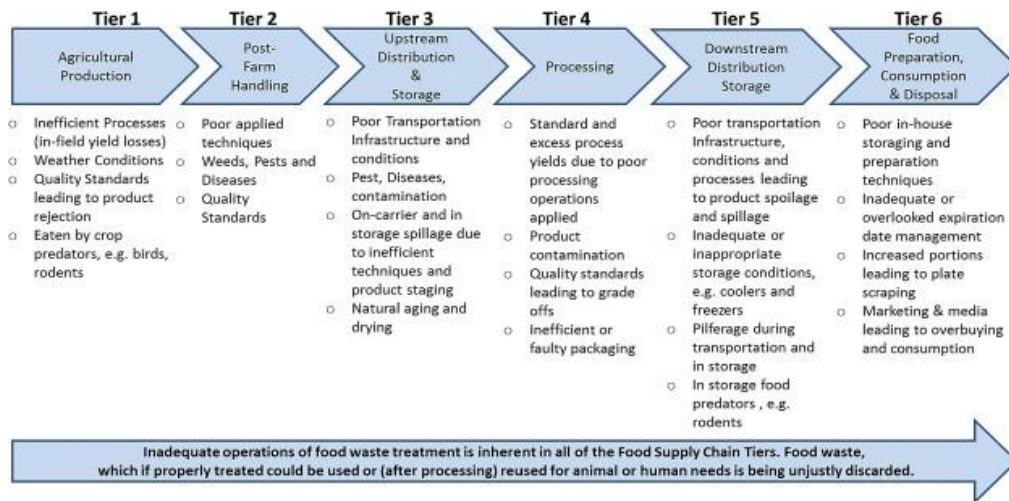 Tier 1
Agricultural
Production
○ Inefficient Processes
(in-field yield losses)
○ Weather Conditions
○ Quality Standards
leading to product
rejection
○ Eaten by crop
predators, e.g. birds,
rodents
Tier 2
Post-
Farm
Handling
○ Poor applied
techniques
○ Weeds, Pests and
Diseases
○ Quality
Standards
Tier 3
Upstream
Distribution
&
Storage
○ Poor Transportation
Infrastructure and
conditions
○ Pest, Diseases,
contamination
○ On-carrier and in
storage spillage due
to inefficient
techniques and
product staging
○ Natural aging and
drying
Tier 4
Processing
○ Standard and
excess process
yields due to poor
processing
operations
applied
○ Product
contamination
○ Quality standards
leading to grade
offs
○ Inefficient or
faulty packaging
Tier 5
Downstream
Distribution
Storage
○ Poor transportation
Infrastructure,
conditions and
processes leading
to product spoilage
and spillage
○ Inadequate or
inappropriate
storage conditions,
e.g. coolers and
freezers
○ Pilferage during
transportation and
in storage
○ In storage food
predators , e.g.
rodents
Tier 6
Food
Preparation,
Consumption
& Disposal
○ Poor in-house
storaging and
preparation
techniques
○ Inadequate or
overlooked expiration
date management
○ Increased portions
leading to plate
scraping
○ Marketing & media
leading to overbuying
and consumption
Inadequate operations of food waste treatment is inherent in all of the Food Supply Chain Tiers. Food waste,
which if properly treated could be used or (after processing) reused for animal or human needs is being unjustly discarded.